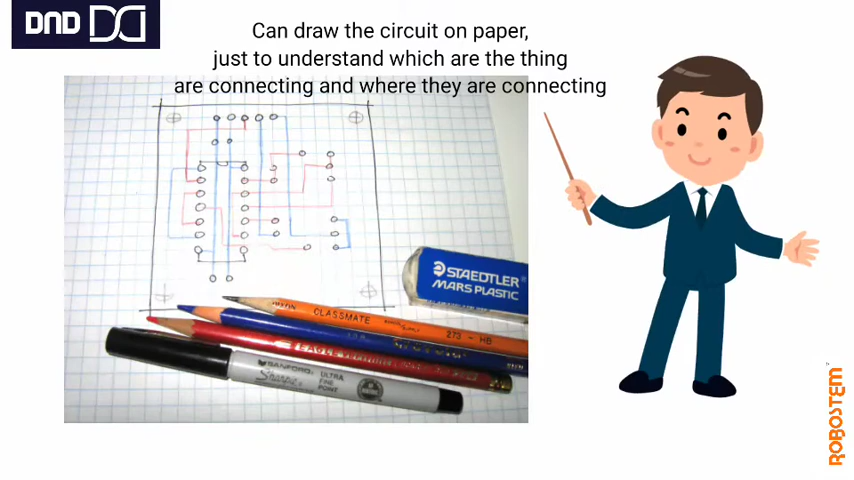 DND
Can draw the circuit on paper,
just to understand which are the thing
are connecting and where they are connecting
STAEDTLER
MARS PLASTIC
CLASSMATE
273 - HB
EAGLE
SANFORD
Sharpie
ULTRA
FINE
POINT
ROBOSTEM